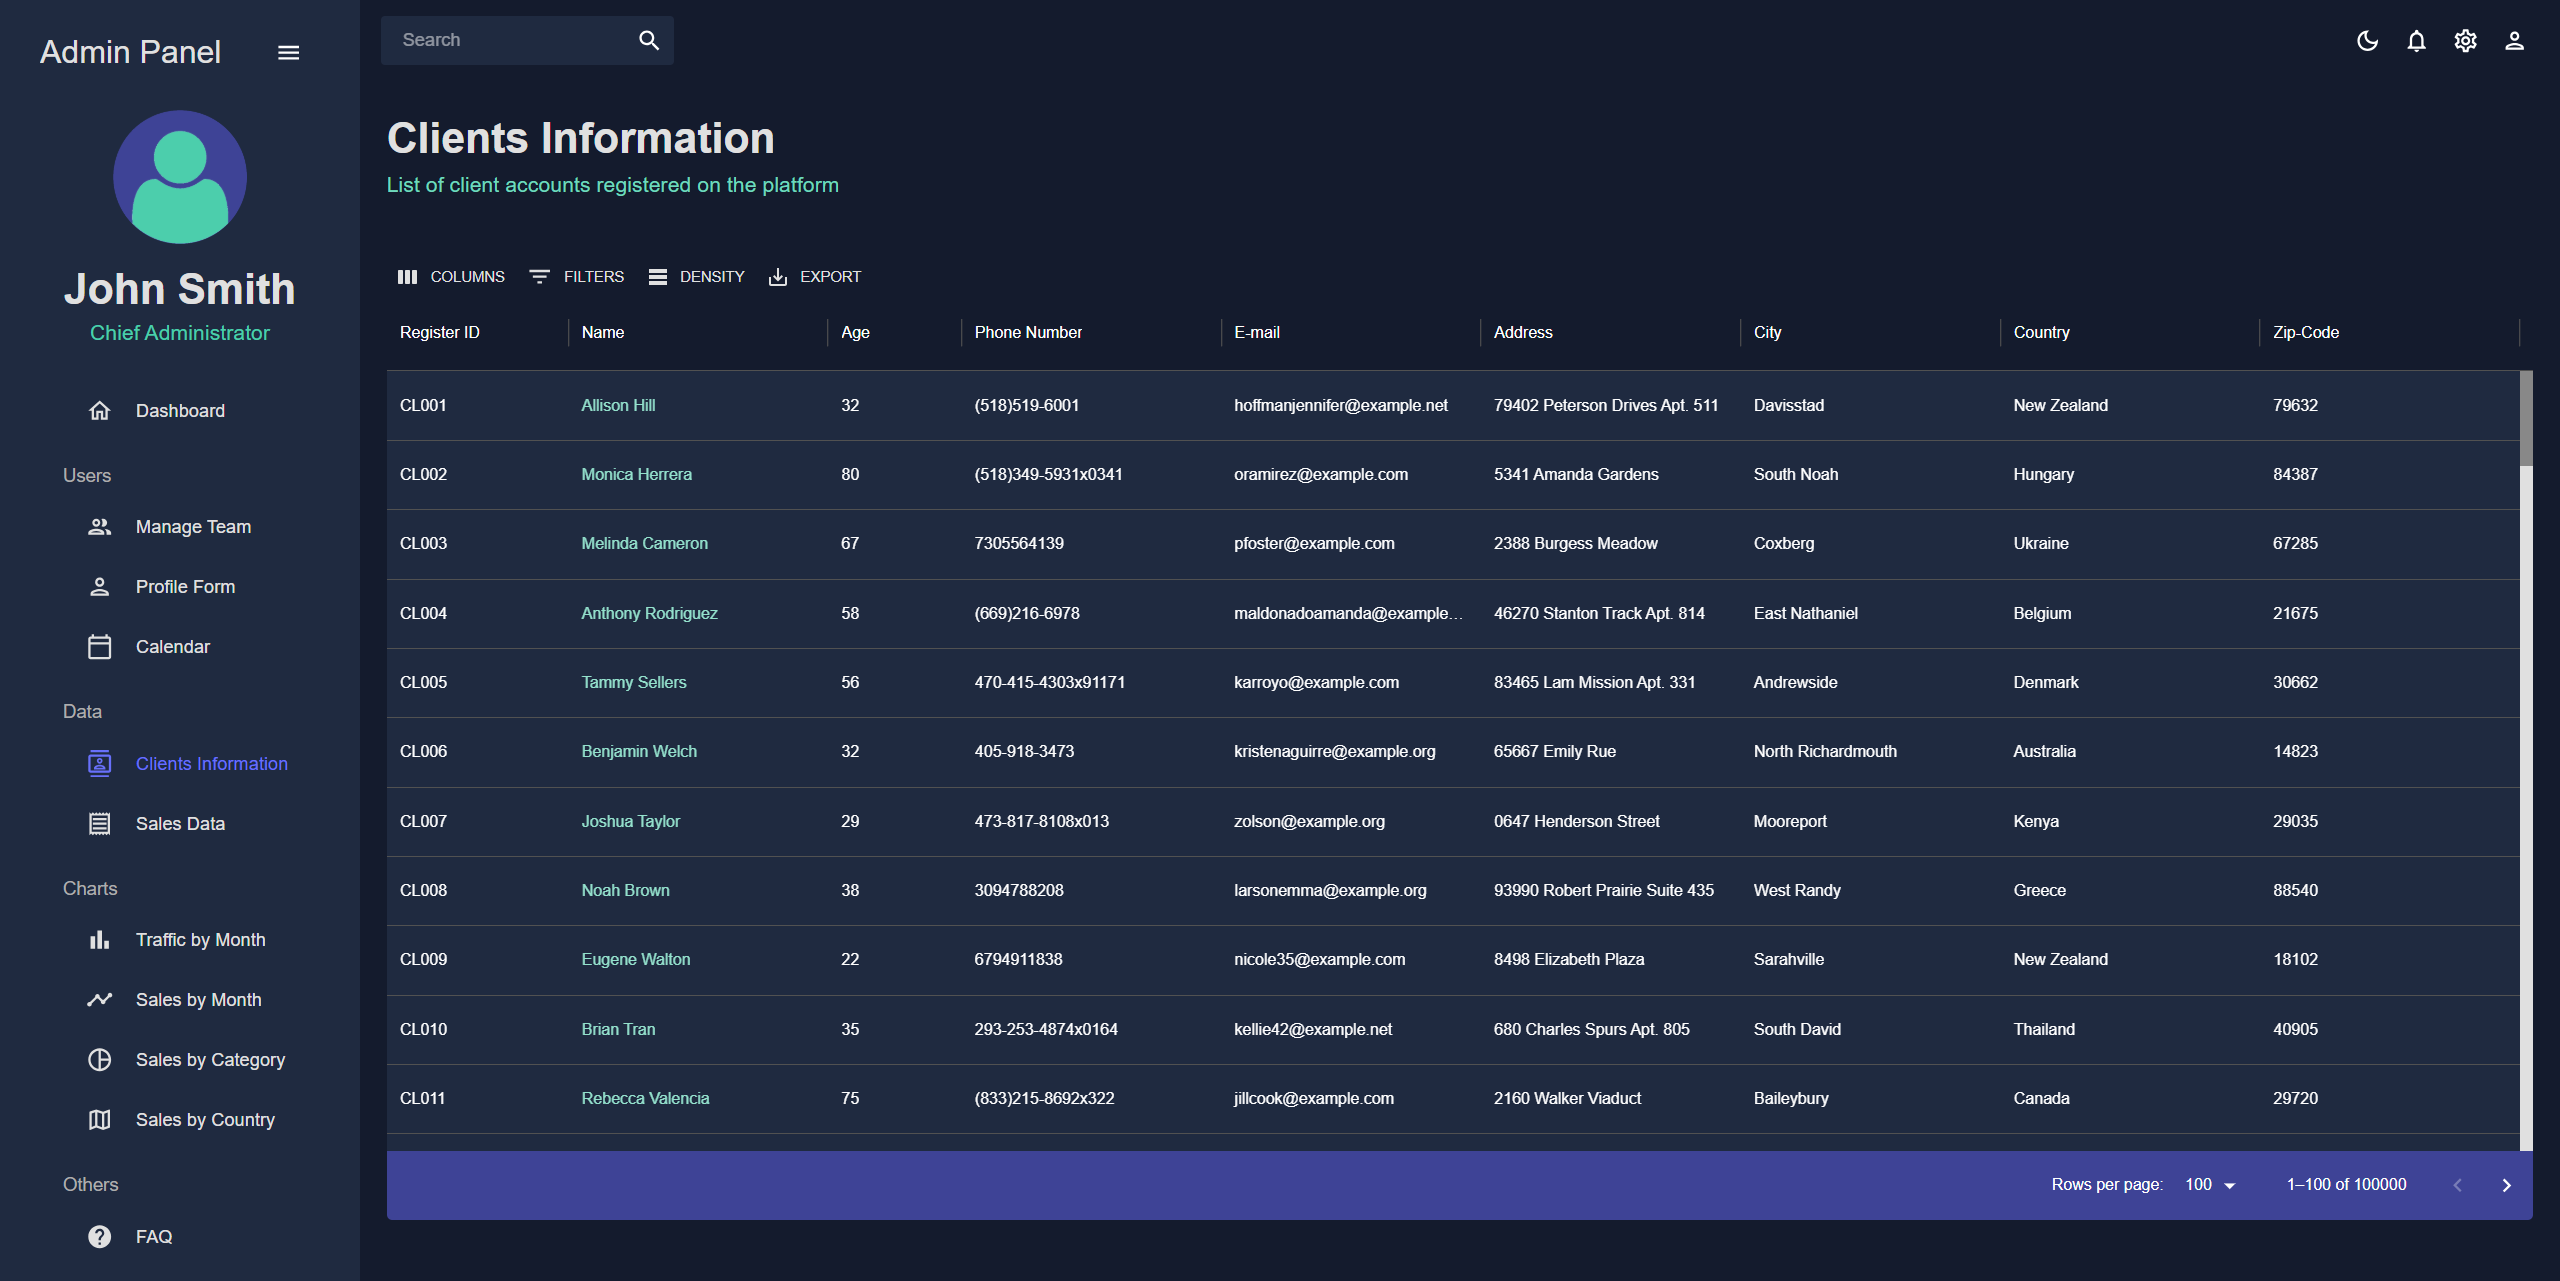 Admin Panel
Search
John Smith
Chief Administrator
Dashboard
Users
Manage Team
Profile Form
Calendar
Data
Clients Information
Sales Data
Charts
Traffic by Month
Sales by Month
Sales by Category
Sales by Country
Others
FAQ
Clients Information
List of client accounts registered on the platform
COLUMNS FILTERS DENSITY EXPORT
Register ID Name Age Phone Number E-mail Address City Country Zip-Code
CL001 Allison Hill 32 (518)519-6001 hoffmanjennifer@example.net 79402 Peterson Drives Apt. 511 Davisstad New Zealand 79632
CL002 Monica Herrera 80 (518)349-5931x0341 oramirez@example.com 5341 Amanda Gardens South Noah Hungary 84387
CL003 Melinda Cameron 67 7305564139 pfoster@example.com 2388 Burgess Meadow Coxberg Ukraine 67285
CL004 Anthony Rodriguez 58 (669)216-6978 maldonadoamanda@example... 46270 Stanton Track Apt. 814 East Nathaniel Belgium 21675
CL005 Tammy Sellers 56 470-415-4303x91171 karroyo@example.com 83465 Lam Mission Apt. 331 Andrewside Denmark 30662
CL006 Benjamin Welch 32 405-918-3473 kristenaguirre@example.org 65667 Emily Rue North Richardmouth Australia 14823
CL007 Joshua Taylor 29 473-817-8108x013 zolson@example.org 0647 Henderson Street Mooreport Kenya 29035
CL008 Noah Brown 38 3094788208 larsonemma@example.org 93990 Robert Prairie Suite 435 West Randy Greece 88540
CL009 Eugene Walton 22 6794911838 nicole35@example.com 8498 Elizabeth Plaza Sarahville New Zealand 18102
CL010 Brian Tran 35 293-253-4874x0164 kellie42@example.net 680 Charles Spurs Apt. 805 South David Thailand 40905
CL011 Rebecca Valencia 75 (833)215-8692x322 jillcook@example.com 2160 Walker Viaduct Baileybury Canada 29720
Rows per page: 100 1–100 of 100000